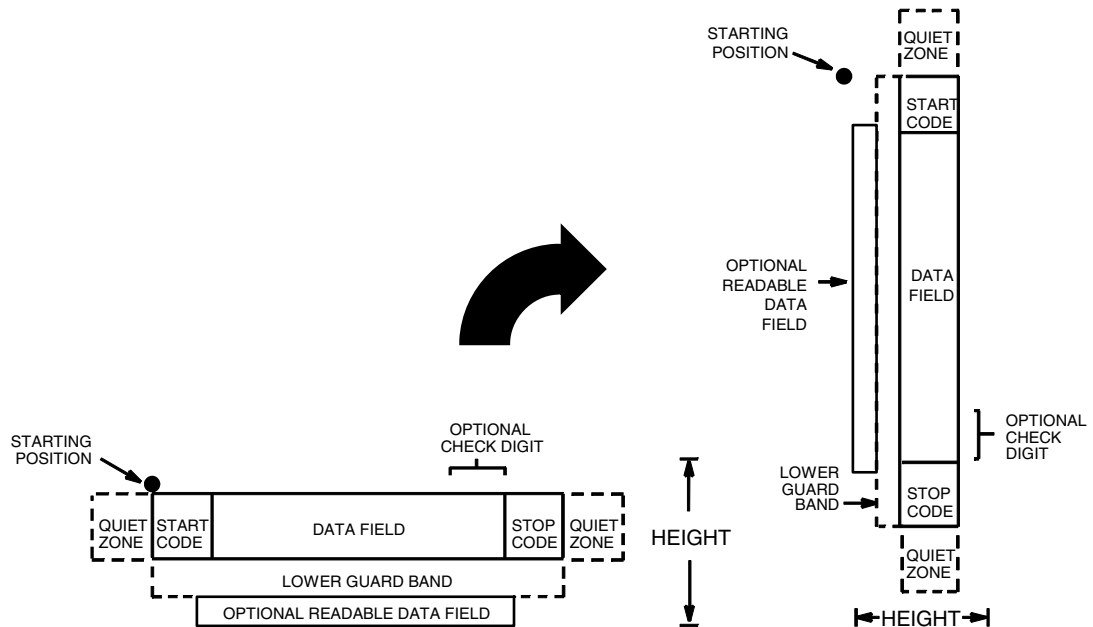 STARTING
POSITION
QUIET
ZONE
START
CODE
OPTIONAL
READABLE
DATA
FIELD
DATA
FIELD
OPTIONAL
CHECK
DIGIT
LOWER
GUARD
BAND
STOP
CODE
QUIET
ZONE
HEIGHT
STARTING
POSITION
OPTIONAL
CHECK DIGIT
QUIET
ZONE
START
CODE
DATA FIELD
STOP
CODE
QUIET
ZONE
LOWER GUARD BAND
OPTIONAL READABLE DATA FIELD
HEIGHT